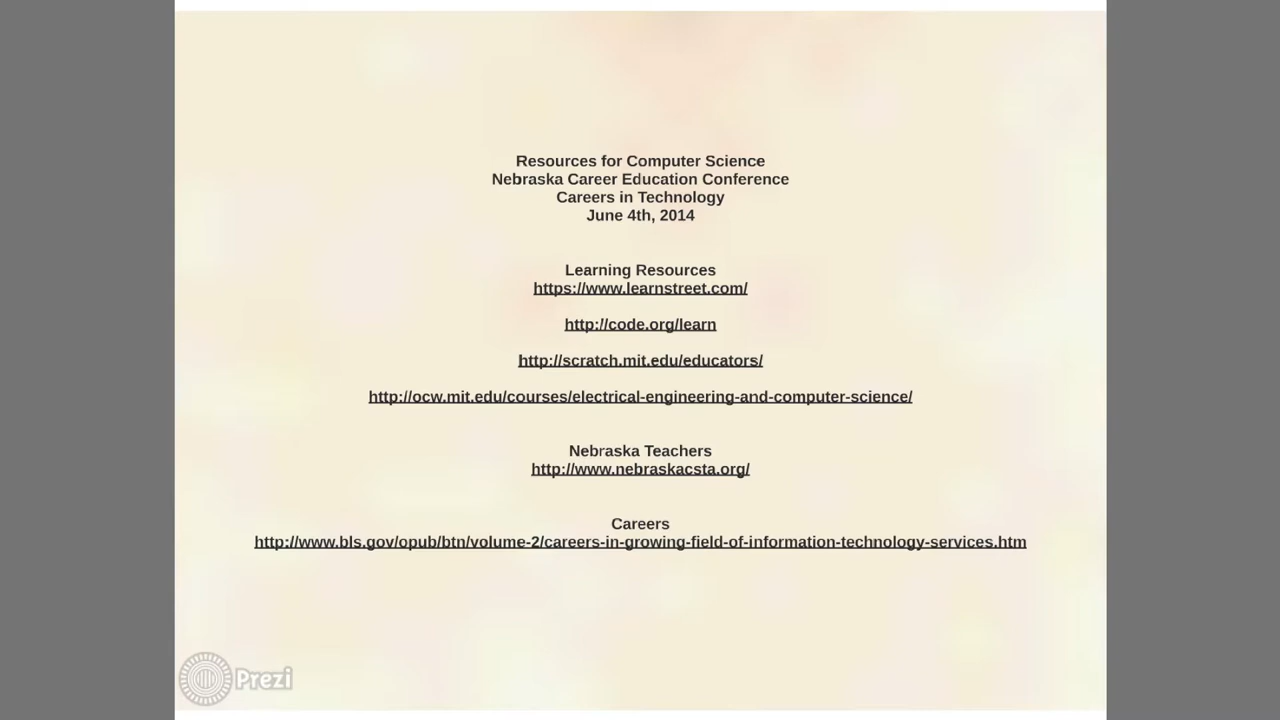 Resources for Computer Science
Nebraska Career Education Conference
Careers in Technology
June 4th, 2014
Learning Resources
https://www.learnstreet.com/
http://code.org/learn
http://scratch.mit.edu/educators/
http://ocw.mit.edu/courses/electrical-engineering-and-computer-science/
Nebraska Teachers
http://www.nebraskacsta.org/
Careers
http://www.bls.gov/opub/btn/volume-2/careers-in-growing-field-of-information-technology-services.htm
Prezi